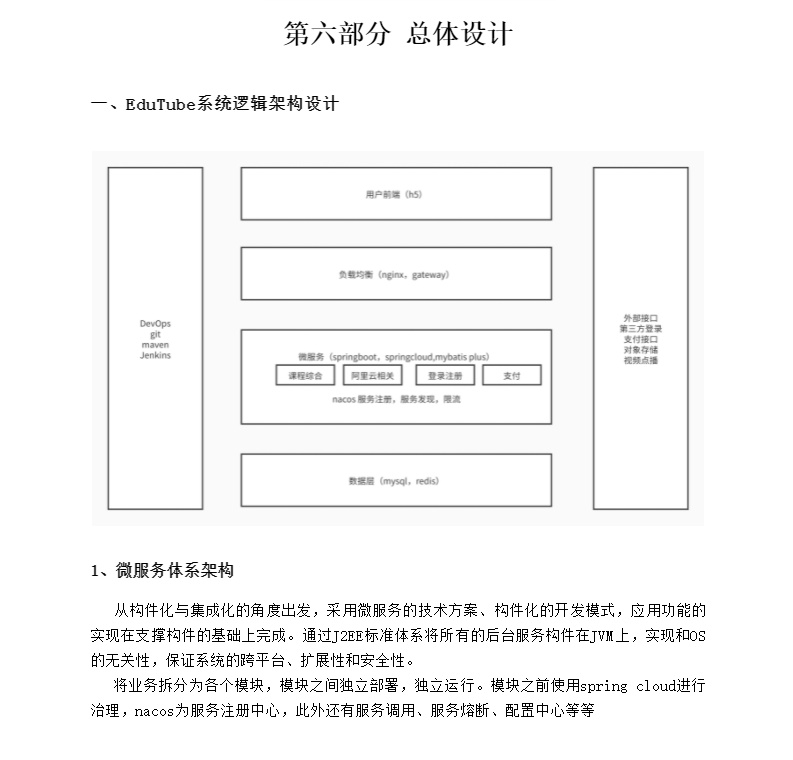 第六部分 总体设计
一、EduTube系统逻辑架构设计
用户前端（h5）
负载均衡（nginx，gateway）
DevOps
git
maven
Jenkins
外部接口
第三方登录
支付接口
对象存储
视频点播
微服务（springboot，springcloud,mybatis plus）
课程综合 阿里云相关 登录注册 支付
nacos 服务注册，服务发现，限流
数据层（mysql，redis）
1、微服务体系架构
从构件化与集成化的角度出发，采用微服务的技术方案、构件化的开发模式，应用功能的
实现在支撑构件的基础上完成。通过J2EE标准体系将所有的后台服务构件在JVM上，实现和OS
的无关性，保证系统的跨平台、扩展性和安全性。
将业务拆分为各个模块，模块之间独立部署，独立运行。模块之前使用spring cloud进行
治理，nacos为服务注册中心，此外还有服务调用、服务熔断、配置中心等等